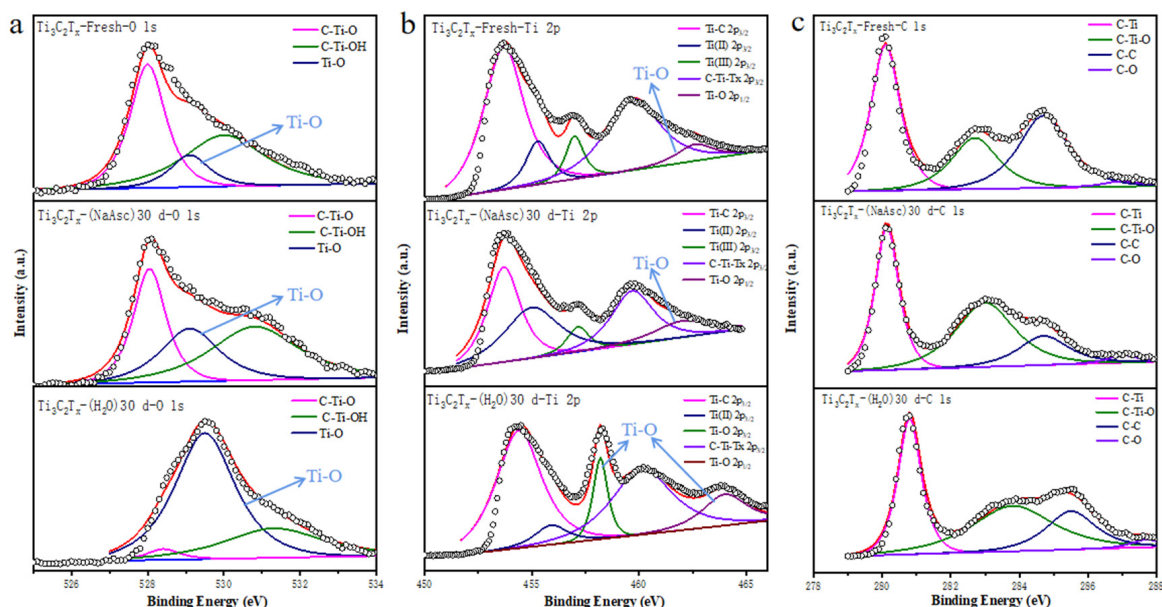 a
Ti₃C₂Tₓ-Fresh-O 1s
C-Ti-O
C-Ti-OH
Ti-O
Ti-O
Ti₃C₂Tₓ-(NaAsc)30 d-O 1s
C-Ti-O
C-Ti-OH
Ti-O
Ti-O
Ti₃C₂Tₓ-(H₂O)30 d-O 1s
C-Ti-O
C-Ti-OH
Ti-O
Ti-O
Intensity (a.u.)
526 528 530 532 534
Binding Energy (eV)
b
Ti₃C₂Tₓ-Fresh-Ti 2p
Ti-C 2p₃/₂
Ti(II) 2p₃/₂
Ti(III) 2p₃/₂
C-Ti-Tx 2p₃/₂
Ti-O 2p₁/₂
Ti-O
Ti₃C₂Tₓ-(NaAsc)30 d-Ti 2p
Ti-C 2p₃/₂
Ti(II) 2p₃/₂
Ti(III) 2p₃/₂
C-Ti-Tx 2p₃/₂
Ti-O 2p₁/₂
Ti-O
Ti₃C₂Tₓ-(H₂O)30 d-Ti 2p
Ti-C 2p₃/₂
Ti(II) 2p₃/₂
Ti-O 2p₃/₂
C-Ti-Tx 2p₃/₂
Ti-O 2p₁/₂
Ti-O
Intensity (a.u.)
450 455 460 465
Binding Energy (eV)
c
Ti₃C₂Tₓ-Fresh-C 1s
C-Ti
C-Ti-O
C-C
C-O
Ti₃C₂Tₓ-(NaAsc)30 d-C 1s
C-Ti
C-Ti-O
C-C
C-O
Ti₃C₂Tₓ-(H₂O)30 d-C 1s
C-Ti
C-Ti-O
C-C
C-O
Intensity (a.u.)
278 280 282 284 286 288
Binding Energy (eV)